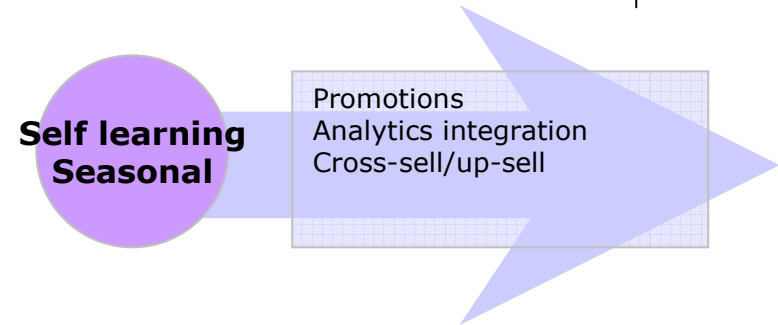 Self learning
Seasonal
Promotions
Analytics integration
Cross-sell/up-sell